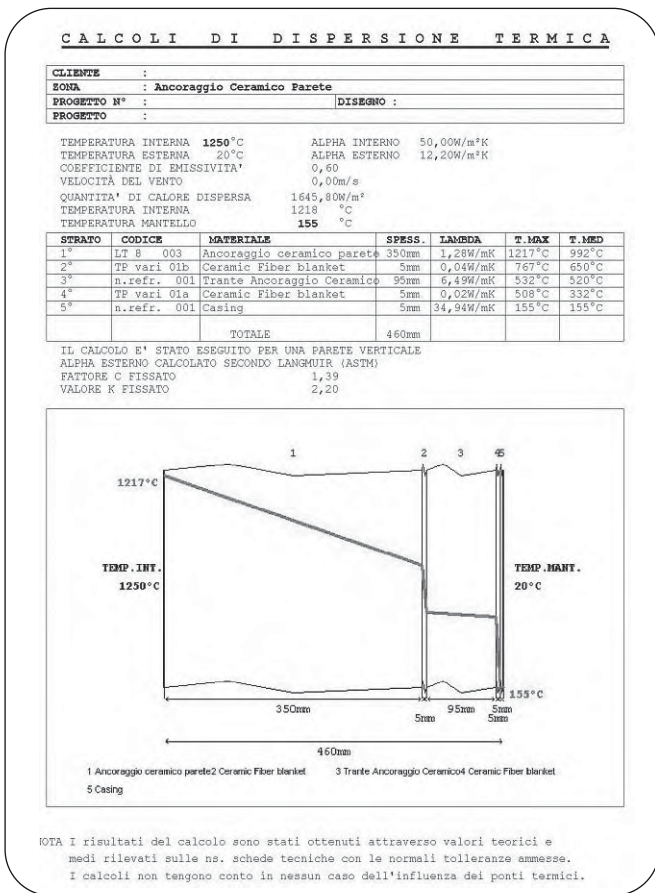 CALCOLI DI DISPERSIONE TERMICA
CLIENTE :
ZONA : Ancoraggio Ceramico Parete
PROGETTO N° : DISEGNO :
PROGETTO :
TEMPERATURA INTERNA 1250°C ALPHA INTERNO 50,00W/m²K
TEMPERATURA ESTERNA 20°C ALPHA ESTERNO 12,20W/m²K
COEFFICIENTE DI EMISSIVITA' 0,60
VELOCITÀ DEL VENTO 0,00m/s
QUANTITA' DI CALORE DISPERSA 1645,80W/m²
TEMPERATURA INTERNA 1218 °C
TEMPERATURA MANTELLO 155 °C
STRATO CODICE MATERIALE SPESS. LAMBDA T.MAX T.MED
1° LT 8 003 Ancoraggio ceramico parete 350mm 1,28W/mK 1217°C 992°C
2° TP vari 01b Ceramic Fiber blanket 5mm 0,04W/mK 767°C 650°C
3° n.refr. 001 Trante Ancoraggio Ceramico 95mm 6,49W/mK 532°C 520°C
4° TP vari 01a Ceramic Fiber blanket 5mm 0,02W/mK 508°C 332°C
5° n.refr. 001 Casing 5mm 34,94W/mK 155°C 155°C
TOTALE 460mm
IL CALCOLO E' STATO ESEGUITO PER UNA PARETE VERTICALE
ALPHA ESTERNO CALCOLATO SECONDO LANGMUIR (ASTM)
FATTORE C FISSATO 1,39
VALORE K FISSATO 2,20
1 2 3 45
1217°C
TEMP.INT. TEMP.MANT.
1250°C 20°C
155°C
350mm 95mm 5mm
5mm 5mm
460mm
1 Ancoraggio ceramico parete2 Ceramic Fiber blanket 3 Trante Ancoraggio Ceramico4 Ceramic Fiber blanket
5 Casing
IOTA I risultati del calcolo sono stati ottenuti attraverso valori teorici e
medi rilevati sulle ns. schede tecniche con le normali tolleranze ammesse.
I calcoli non tengono conto in nessun caso dell'influenza dei ponti termici.